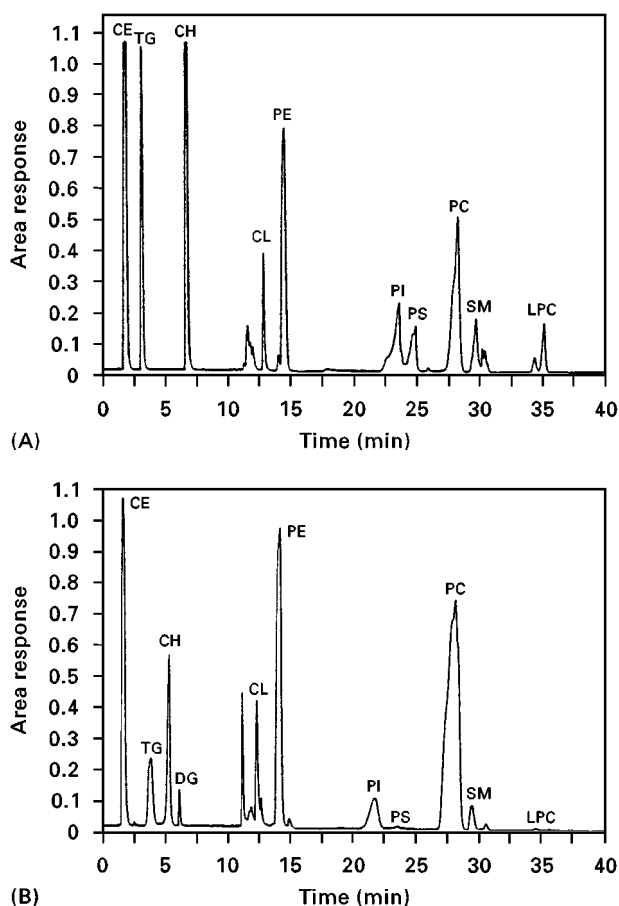 1.1
1.0
0.9
0.8
0.7
0.6
0.5
0.4
0.3
0.2
0.1
0
Area response
CE
TG
CH
CL
PE
PI
PS
PC
SM
LPC
0 5 10 15 20 25 30 35 40
(A)
Time (min)
1.1
1.0
0.9
0.8
0.7
0.6
0.5
0.4
0.3
0.2
0.1
0
Area response
CE
TG
CH
DG
CL
PE
PI
PS
PC
SM
LPC
0 5 10 15 20 25 30 35 40
(B)
Time (min)